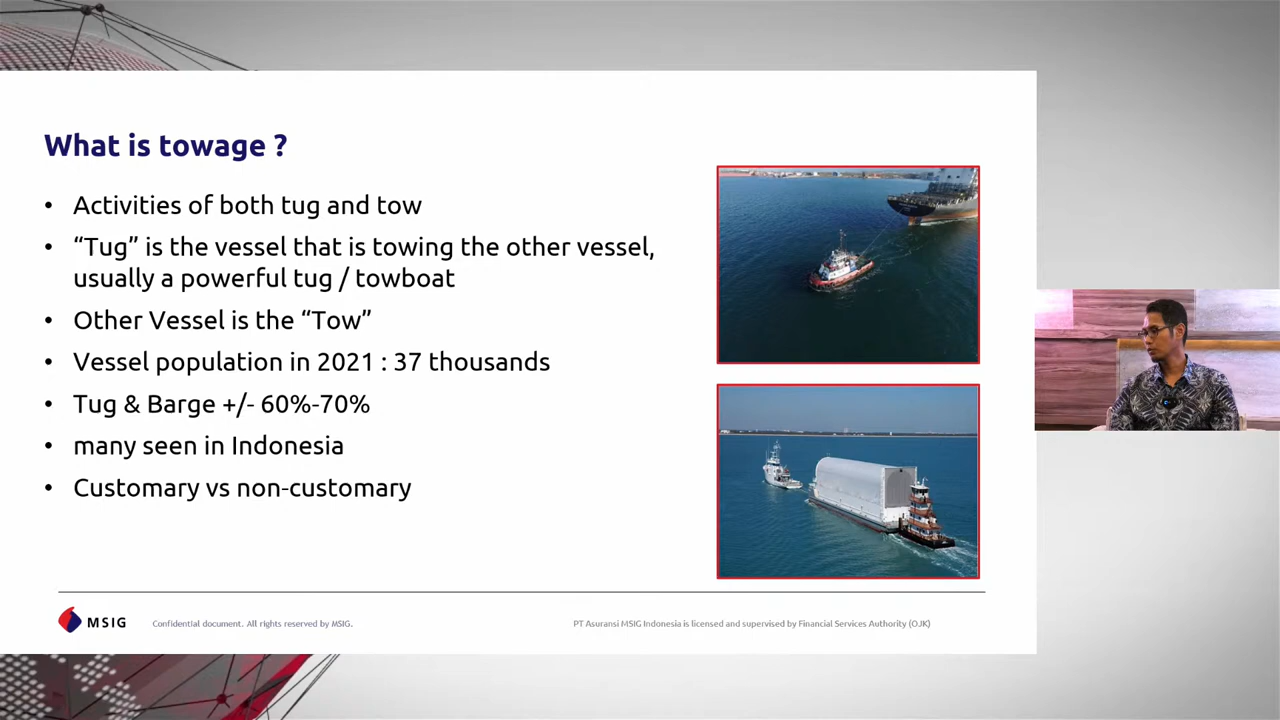 What is towage ?
• Activities of both tug and tow
• “Tug” is the vessel that is towing the other vessel,
usually a powerful tug / towboat
• Other Vessel is the “Tow”
• Vessel population in 2021 : 37 thousands
• Tug & Barge +/- 60%-70%
• many seen in Indonesia
• Customary vs non-customary
MSIG
Confidential document. All rights reserved by MSIG.
PT Asuransi MSIG Indonesia is licensed and supervised by Financial Services Authority (OJK)